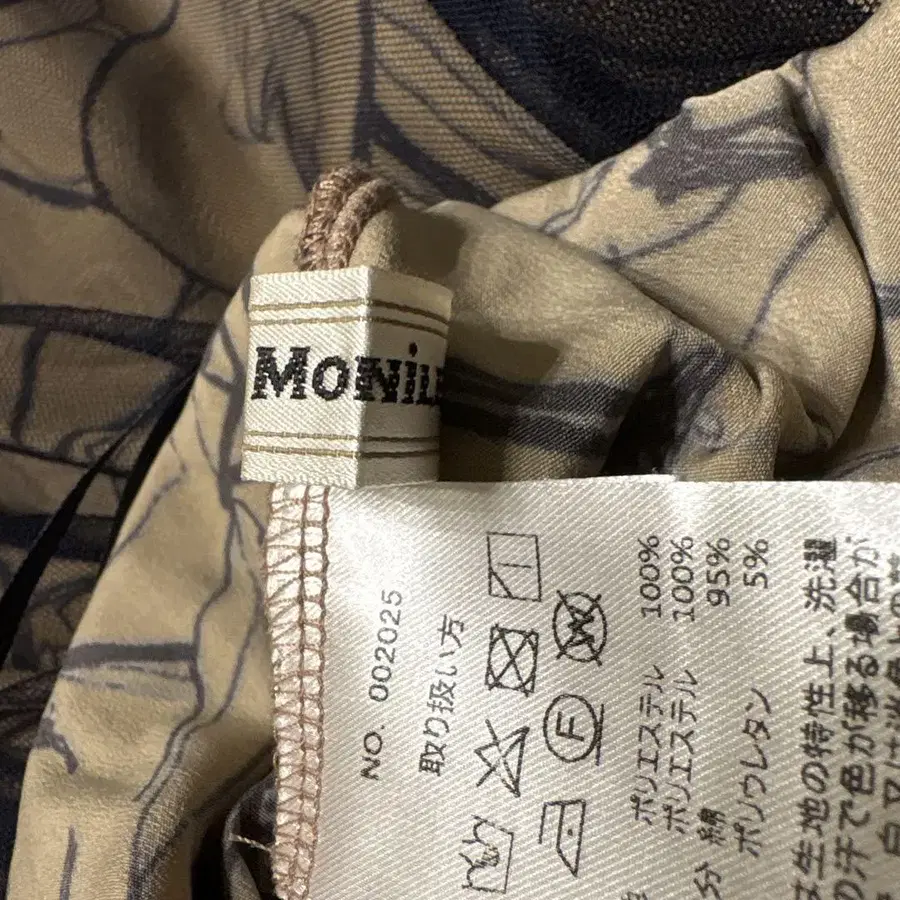 MONiL
NO. 002025
取り扱い方
W
F
ポリエステル 100%
ポリエステル 100%
綿 95%
ポリウレタン 5%
は生地の特性上、洗濯
の汗で色が移る場合が